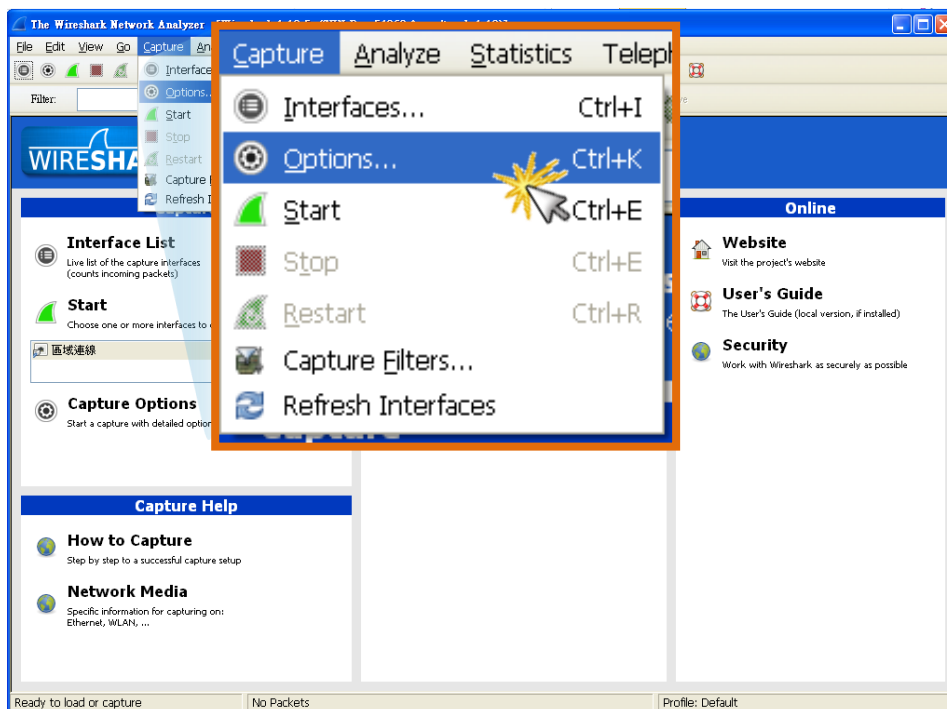 The Wireshark Network Analyzer
File Edit View Go Capture
Filter:
Interface
Options...
Start
Stop
Restart
Capture
Refresh
Capture Analyze Statistics Teleph
Interfaces... Ctrl+I
Options... Ctrl+K
Start Ctrl+E
Stop Ctrl+E
Restart Ctrl+R
Capture Filters...
Refresh Interfaces
WIRESHA
Interface List
Live list of the capture interfaces
(counts incoming packets)
Start
Choose one or more interfaces to
區域連線
Capture Options
Start a capture with detailed option
Capture Help
How to Capture
Step by step to a successful capture setup
Network Media
Specific information for capturing on:
Ethernet, WLAN, ...
Online
Website
Visit the project's website
User's Guide
The User's Guide (local version, if installed)
Security
Work with Wireshark as securely as possible
Ready to load or capture
No Packets
Profile: Default